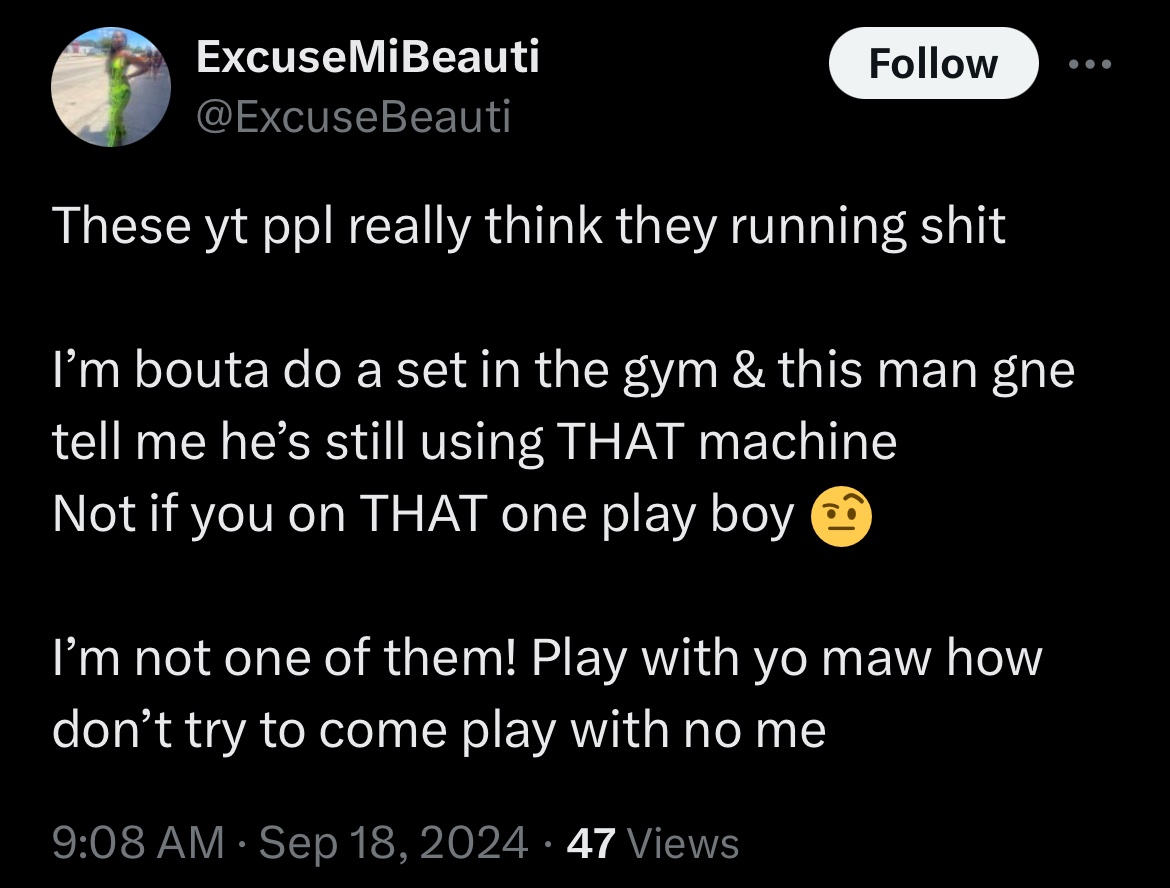 ExcuseMiBeauti
Follow
@ExcuseBeauti
These yt ppl really think they running shit
I’m bouta do a set in the gym & this man gne
tell me he’s still using THAT machine
Not if you on THAT one play boy 🤨
I’m not one of them! Play with yo maw how
don’t try to come play with no me
9:08 AM · Sep 18, 2024 · 47 Views